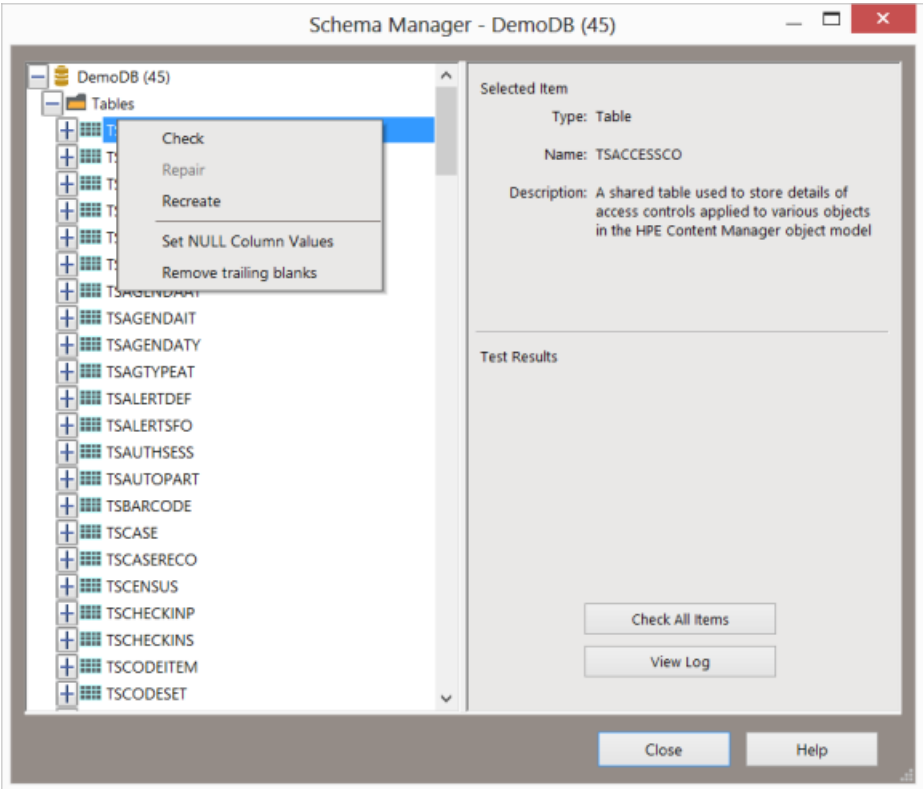 Schema Manager - DemoDB (45)
DemoDB (45)
Tables
Check
Repair
Recreate
Set NULL Column Values
Remove trailing blanks
TSAGENDAIT
TSAGENDATY
TSAGTYPEAT
TSALERTDEF
TSALERTSFO
TSAUTHSESS
TSAUTOPART
TSBARCODE
TSCASE
TSCASERECO
TSCENSUS
TSCHECKINP
TSCHECKINS
TSCODEITEM
TSCODESET
Selected Item
Type: Table
Name: TSACCESSCO
Description: A shared table used to store details of
access controls applied to various objects
in the HPE Content Manager object model
Test Results
Check All Items
View Log
Close
Help